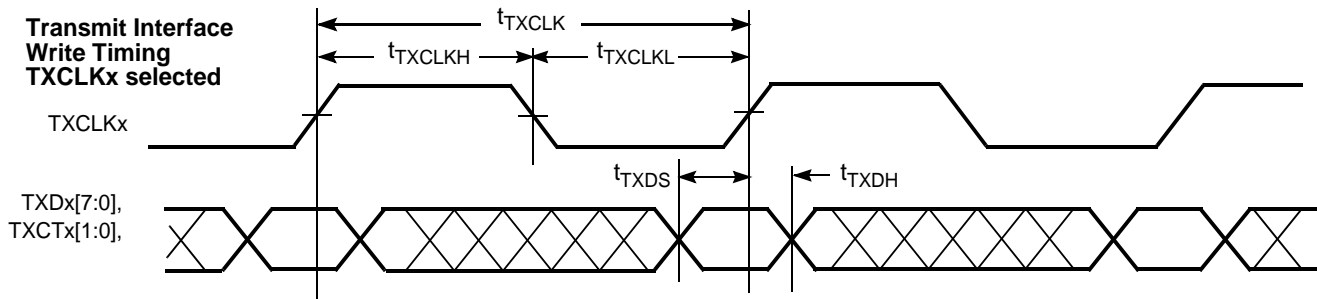 Transmit Interface
Write Timing
TXCLKx selected
tTXCLK
tTXCLKH
tTXCLKL
TXCLKx
tTXDS
tTXDH
TXDx[7:0],
TXCTx[1:0],